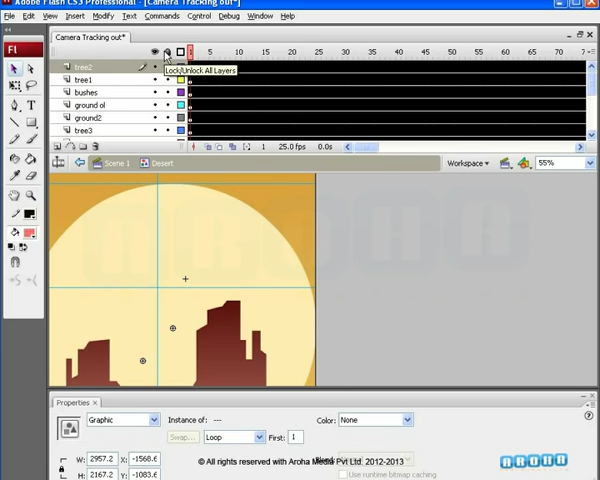 Adobe Flash CS3 Professional - [Camera Tracking out*]
File Edit View Insert Modify Text Commands Control Debug Window Help
Camera Tracking out*
Fl
1 5 10 15 20 25 30 35 40 45 50 55 60 65 70 75
tree2
Lock/Unlock All Layers
tree1
bushes
ground ol
ground2
tree3
1 25.0 fps 0.0s
Scene 1 Desert Workspace 55%
AROHA
Properties ×
Graphic Instance of: --- Color: None
Swap... Loop First: 1
W: 2957.2 X: -1568.6
© All rights reserved with Aroha Media Pvt Ltd. 2012-2013
AROHA
H: 2167.2 Y: -1083.6
Use runtime bitmap caching